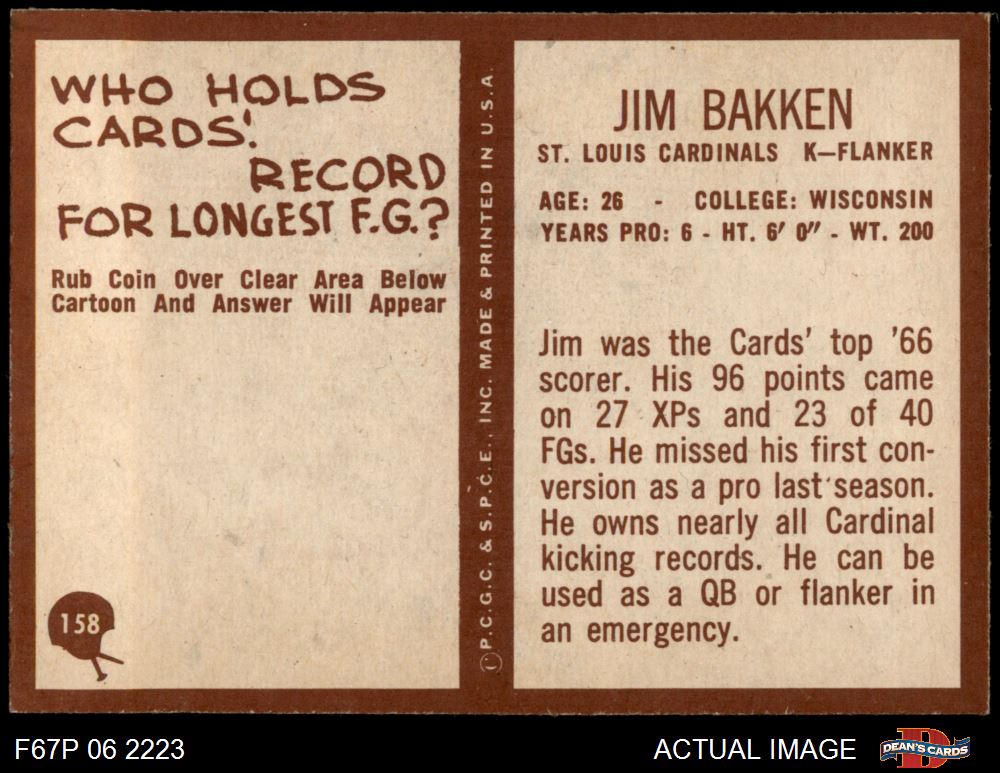 WHO HOLDS
CARDS'.
RECORD
FOR LONGEST F.G.?
Rub Coin Over Clear Area Below
Cartoon And Answer Will Appear
158
©P.C.G.C. & S.P.C.E., INC. MADE & PRINTED IN U.S.A.
JIM BAKKEN
ST. LOUIS CARDINALS K—FLANKER
AGE: 26 - COLLEGE: WISCONSIN
YEARS PRO: 6 - HT. 6' 0" - WT. 200
Jim was the Cards' top '66
scorer. His 96 points came
on 27 XPs and 23 of 40
FGs. He missed his first con-
version as a pro last season.
He owns nearly all Cardinal
kicking records. He can be
used as a QB or flanker in
an emergency.
F67P 06 2223
ACTUAL IMAGE
DEAN'S CARDS